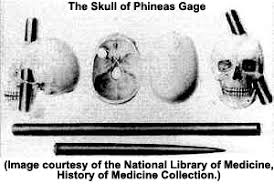 The Skull of Phineas Gage
(Image courtesy of the National Library of Medicine,
History of Medicine Collection.)